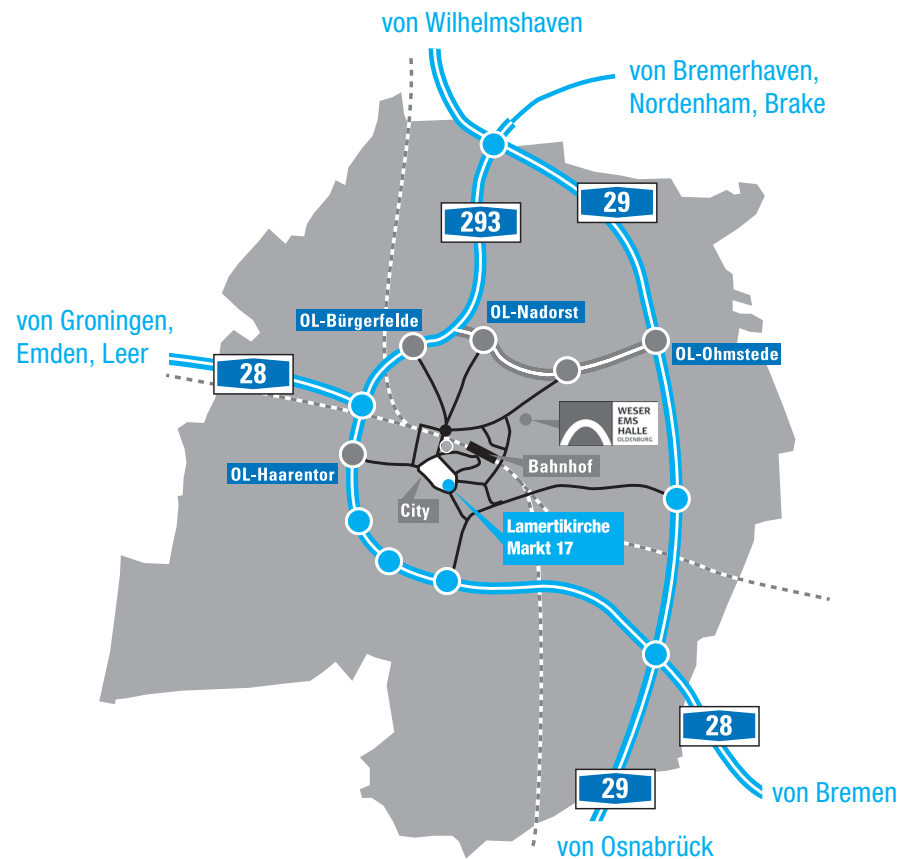 von Wilhelmshaven
von Bremerhaven,
Nordenham, Brake
29
293
OL-Nadorst
OL-Bürgerfelde
von Groningen,
Emden, Leer
OL-Ohmstede
28
WESER
EMS
HALLE
OLDENBURG
Bahnhof
OL-Haarentor
City
Lamertikirche
Markt 17
28
29
von Bremen
von Osnabrück